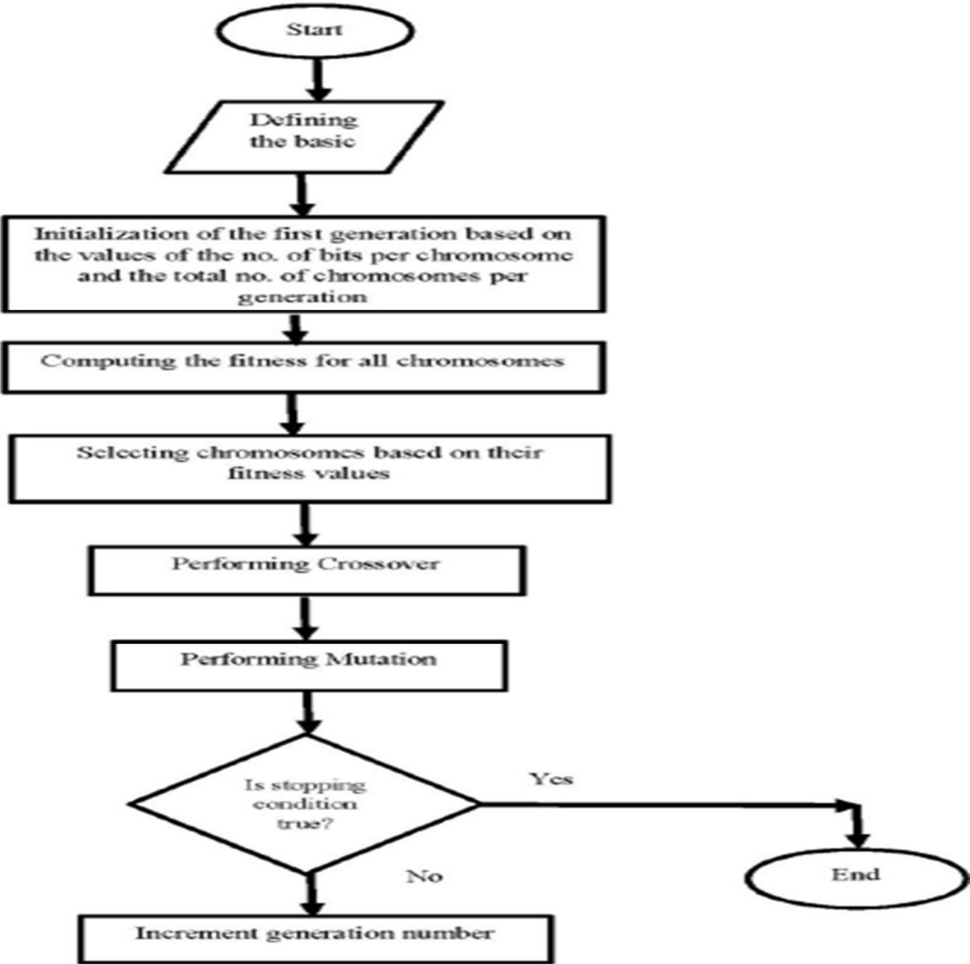 Start
Defining
the basic
Initialization of the first generation based on
the values of the no. of bits per chromosome
and the total no. of chromosomes per
generation
Computing the fitness for all chromosomes
Selecting chromosomes based on their
fitness values
Performing Crossover
Performing Mutation
Is stopping
condition
true?
Yes
No
End
Increment generation number